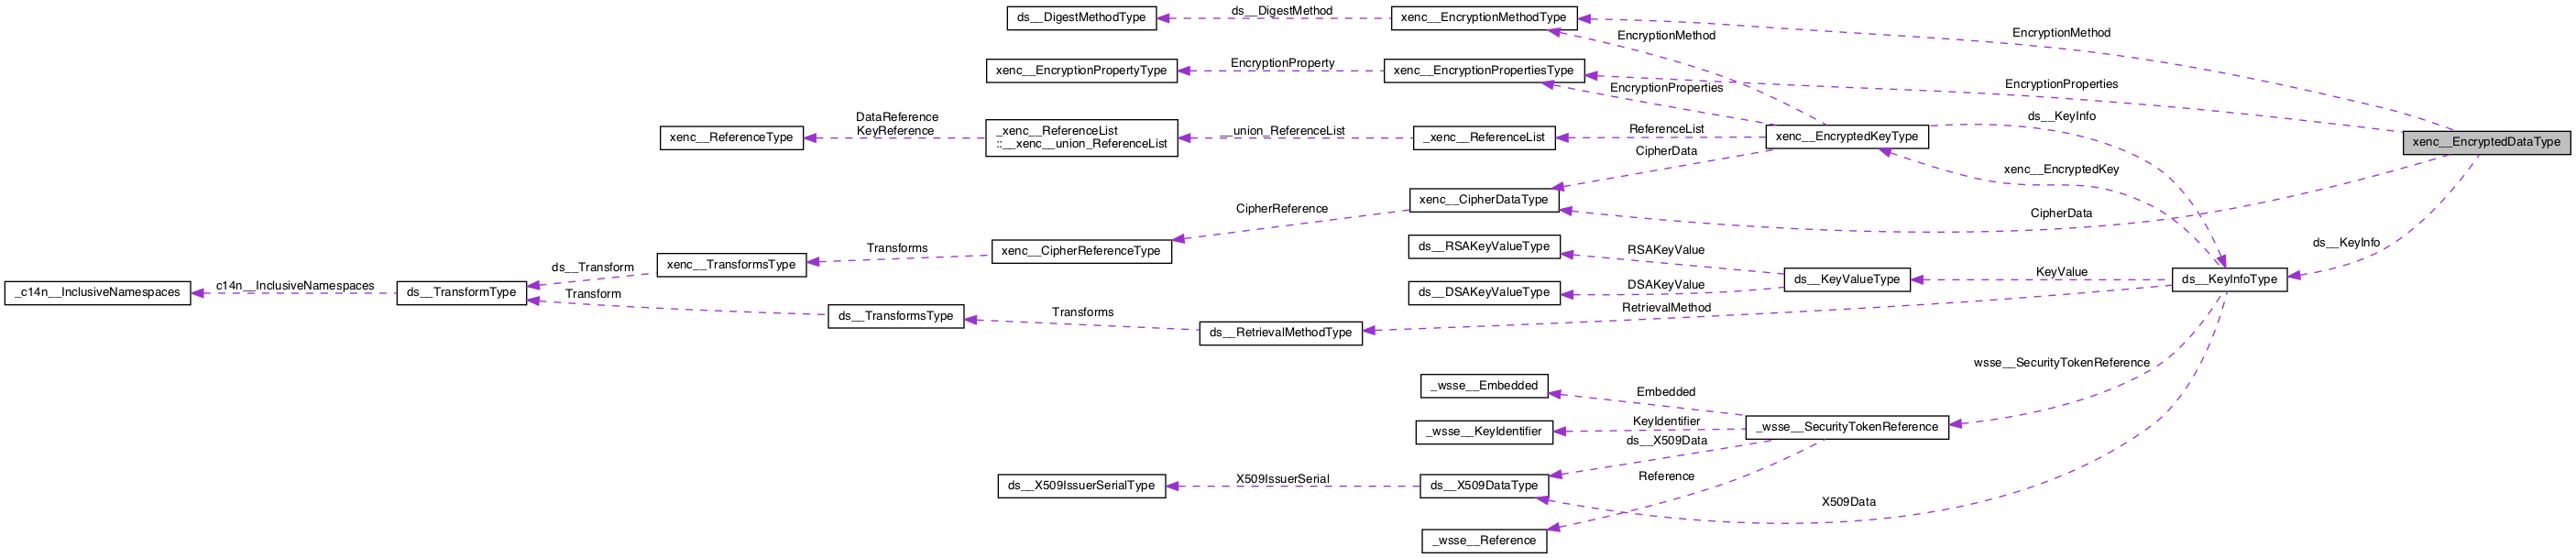 ds__DigestMethodType
ds__DigestMethod
xenc__EncryptionMethodType
EncryptionMethod
EncryptionMethod
xenc__EncryptionPropertyType
EncryptionProperty
xenc__EncryptionPropertiesType
EncryptionProperties
EncryptionProperties
xenc__ReferenceType
DataReference
KeyReference
_xenc__ReferenceList
::__xenc__union_ReferenceList
__union_ReferenceList
_xenc__ReferenceList
ReferenceList
xenc__EncryptedKeyType
ds__KeyInfo
xenc__EncryptedDataType
CipherData
xenc__EncryptedKey
xenc__CipherDataType
CipherReference
CipherData
xenc__CipherReferenceType
Transforms
xenc__TransformsType
ds__RSAKeyValueType
RSAKeyValue
ds__KeyInfo
_c14n__InclusiveNamespaces
c14n__InclusiveNamespaces
ds__TransformType
ds__Transform
Transform
ds__TransformsType
Transforms
ds__RetrievalMethodType
ds__DSAKeyValueType
DSAKeyValue
ds__KeyValueType
KeyValue
ds__KeyInfoType
RetrievalMethod
wsse__SecurityTokenReference
_wsse__Embedded
Embedded
_wsse__KeyIdentifier
KeyIdentifier
_wsse__SecurityTokenReference
ds__X509Data
ds__X509IssuerSerialType
X509IssuerSerial
ds__X509DataType
Reference
X509Data
_wsse__Reference